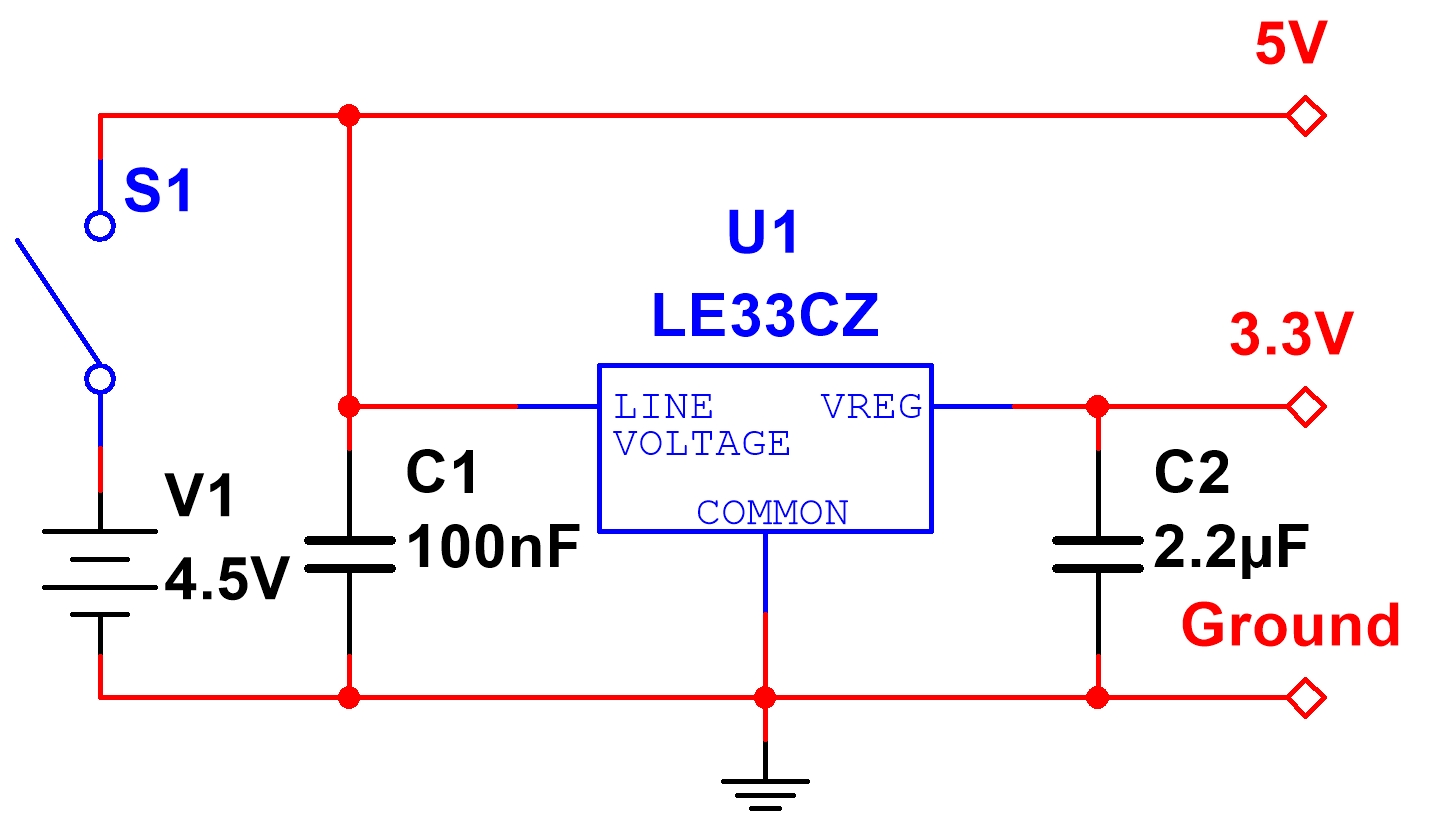 5V
S1
U1
LE33CZ
3.3V
LINE VREG
VOLTAGE
COMMON
V1
4.5V
C1
100nF
C2
2.2µF
Ground